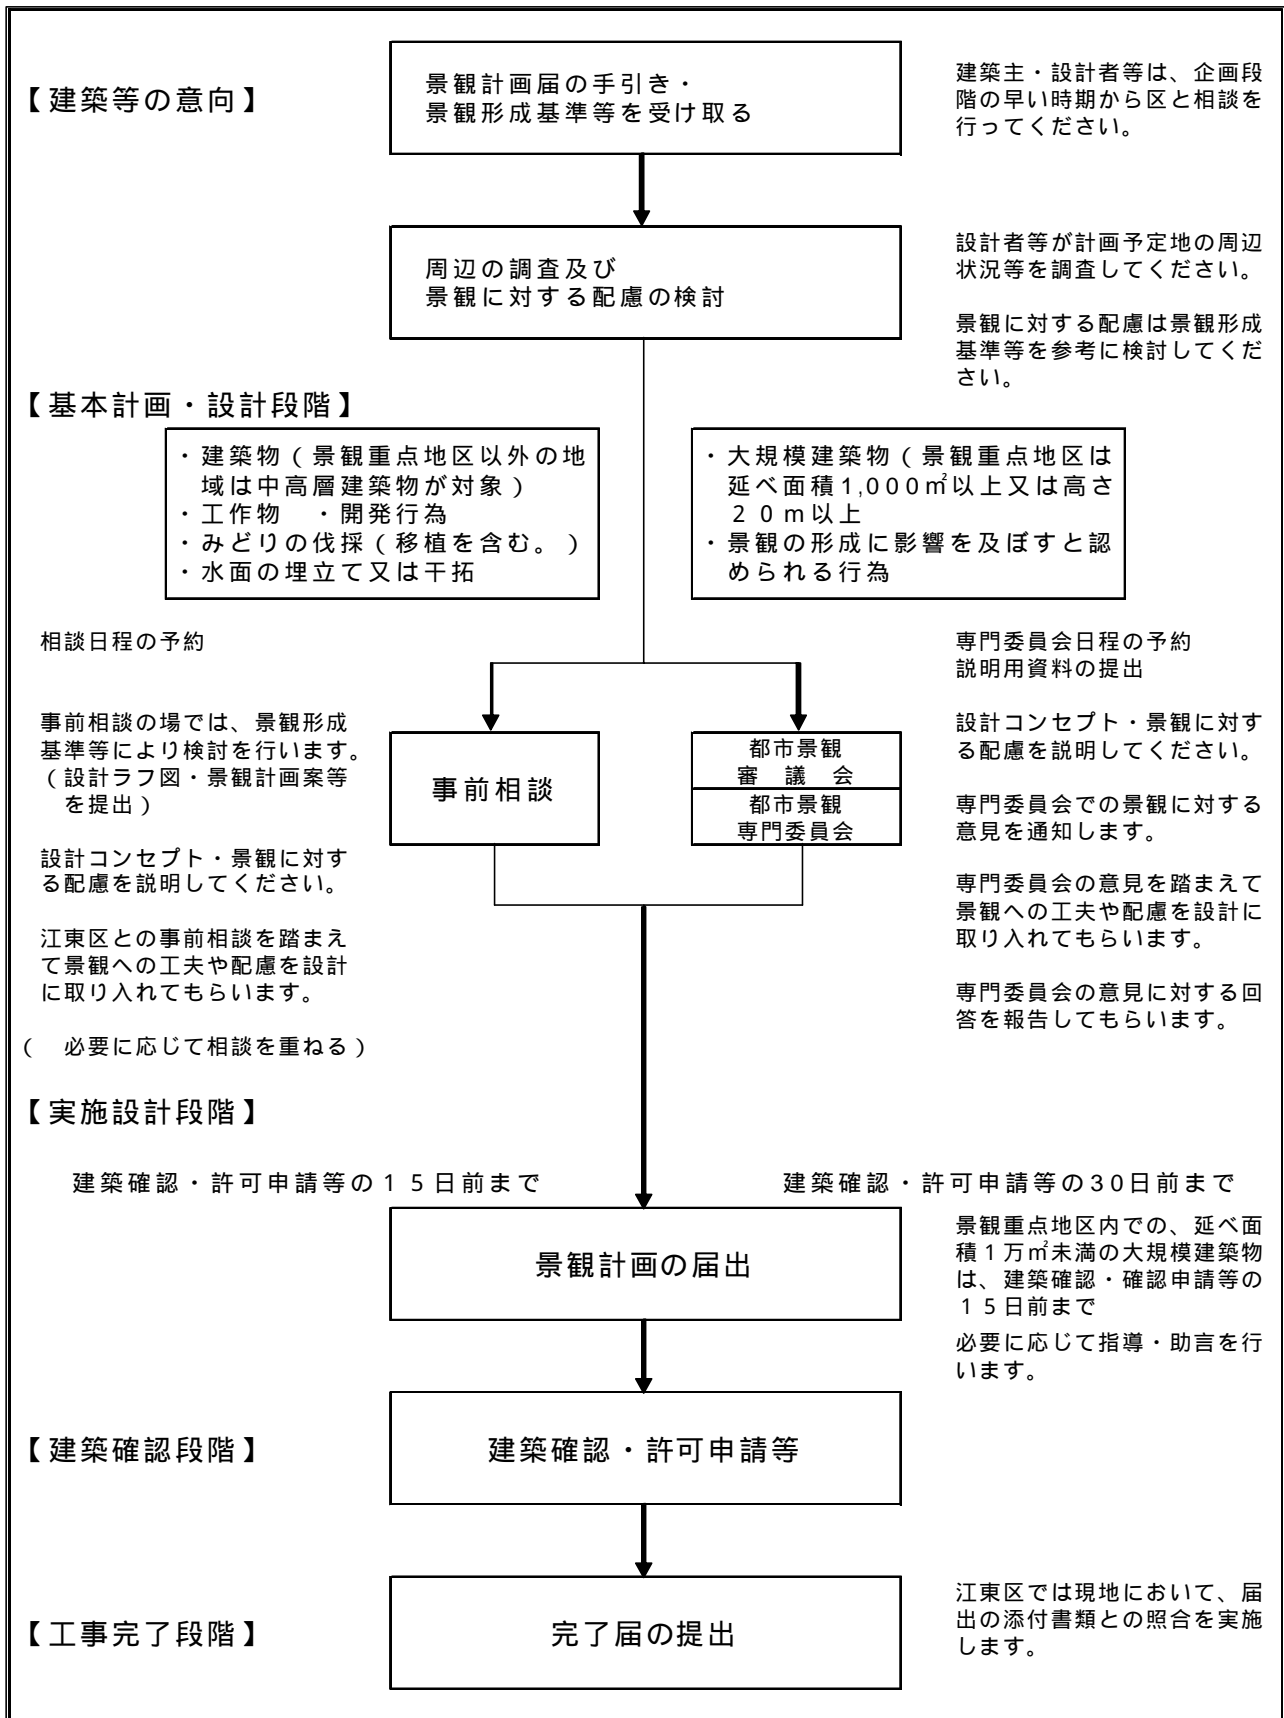 【建築等の意向】
景観計画届の手引き・
景観形成基準等を受け取る
建築主・設計者等は、企画段
階の早い時期から区と相談を
行ってください。
周辺の調査及び
景観に対する配慮の検討
設計者等が計画予定地の周辺
状況等を調査してください。
景観に対する配慮は景観形成
基準等を参考に検討してくだ
さい。
【基本計画・設計段階】
・建築物（景観重点地区以外の地
域は中高層建築物が対象）
・工作物　・開発行為
・みどりの伐採（移植を含む。）
・水面の埋立て又は干拓
・大規模建築物（景観重点地区は
延べ面積1,000㎡以上又は高さ
２０ｍ以上
・景観の形成に影響を及ぼすと認
められる行為
相談日程の予約
事前相談の場では、景観形成
基準等により検討を行います。
（設計ラフ図・景観計画案等
を提出）
設計コンセプト・景観に対す
る配慮を説明してください。
江東区との事前相談を踏まえ
て景観への工夫や配慮を設計
に取り入れてもらいます。
（　必要に応じて相談を重ねる）
事前相談
都市景観
審　議　会
都市景観
専門委員会
専門委員会日程の予約
説明用資料の提出
設計コンセプト・景観に対す
る配慮を説明してください。
専門委員会での景観に対する
意見を通知します。
専門委員会の意見を踏まえて
景観への工夫や配慮を設計に
取り入れてもらいます。
専門委員会の意見に対する回
答を報告してもらいます。
【実施設計段階】
建築確認・許可申請等の１５日前まで
建築確認・許可申請等の30日前まで
景観計画の届出
景観重点地区内での、延べ面
積１万㎡未満の大規模建築物
は、建築確認・確認申請等の
１５日前まで
必要に応じて指導・助言を行
います。
【建築確認段階】
建築確認・許可申請等
【工事完了段階】
完了届の提出
江東区では現地において、届
出の添付書類との照合を実施
します。